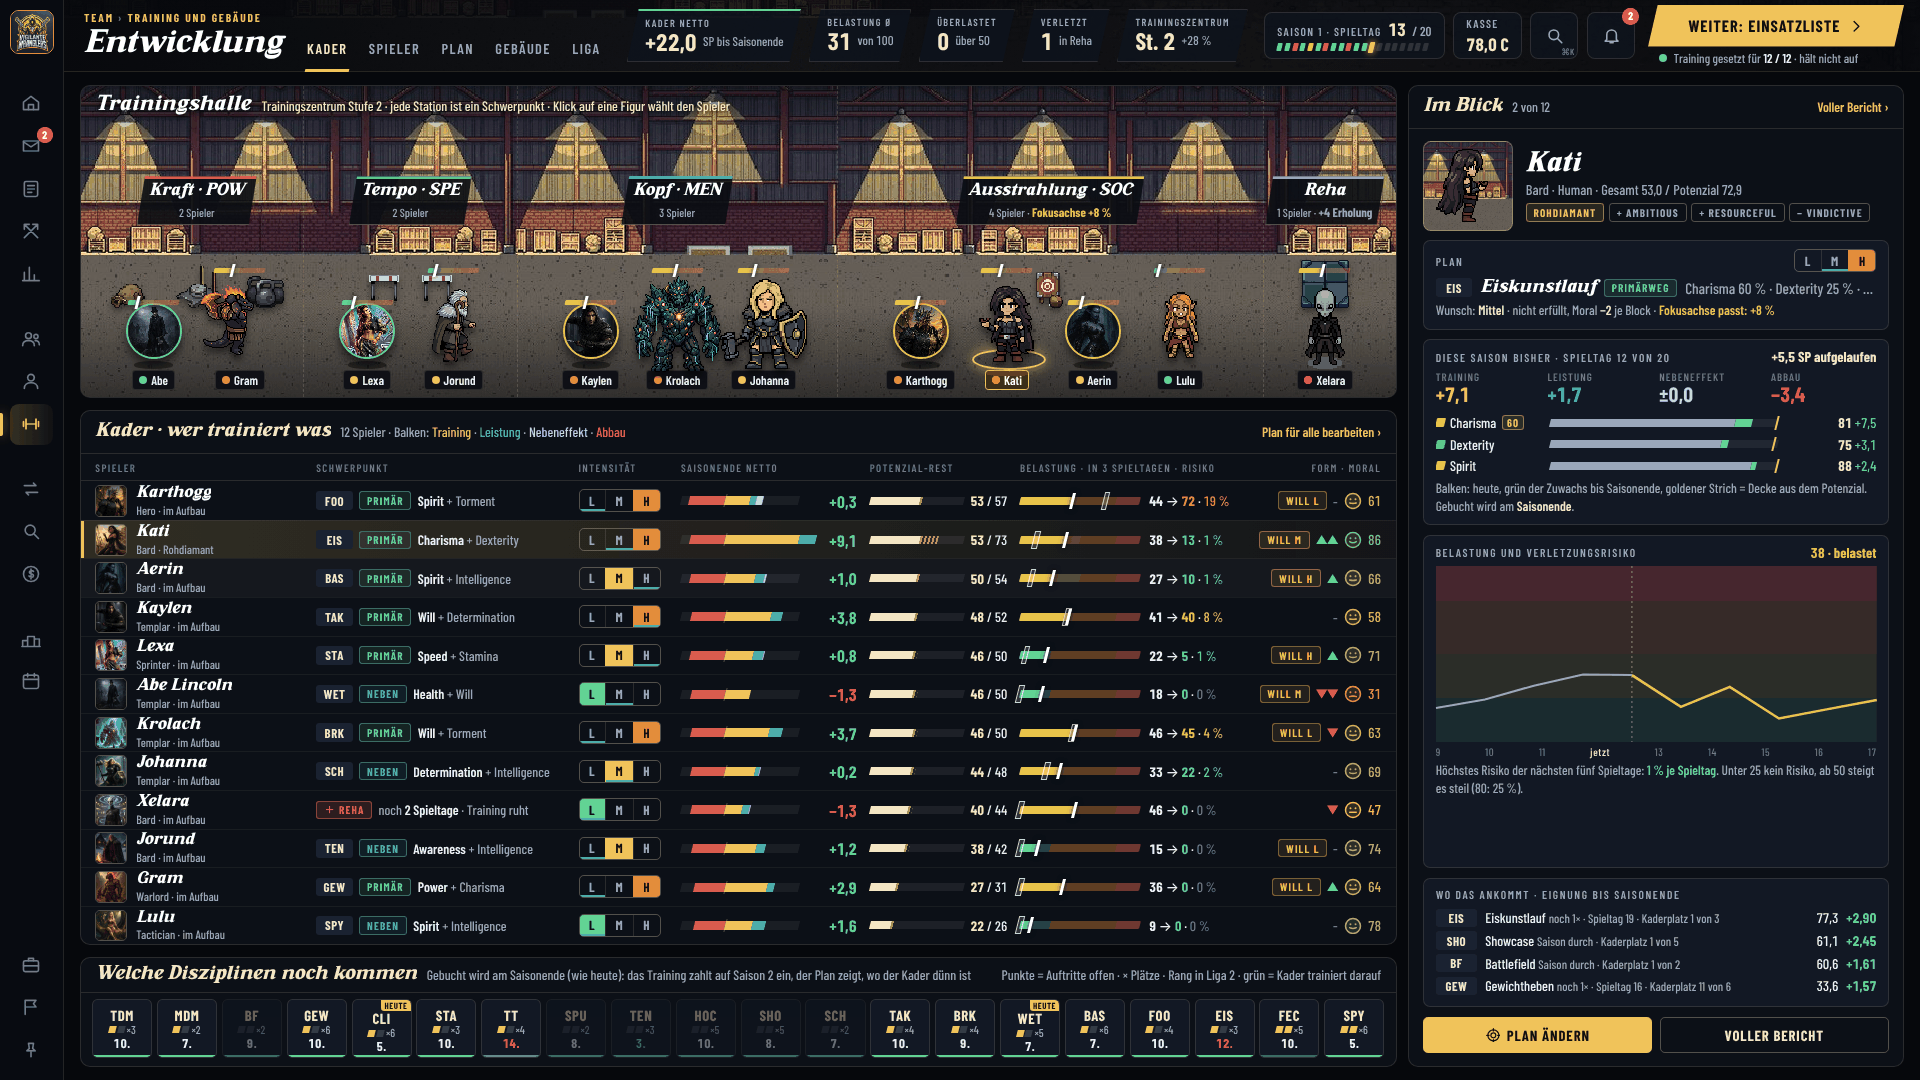 TEAM › TRAINING UND GEBÄUDE
Entwicklung
KADER SPIELER PLAN GEBÄUDE LIGA
KADER NETTO
+22,0 SP bis Saisonende
BELASTUNG Ø
31 von 100
ÜBERLASTET
0 über 50
VERLETZT
1 in Reha
TRAININGSZENTRUM
St. 2 +28 %
SAISON 1 · SPIELTAG 13 / 20
KASSE
78,0 C
⌘K
2
WEITER: EINSATZLISTE
Training gesetzt für 12 / 12 · hält nicht auf
2
Trainingshalle Trainingszentrum Stufe 2 · jede Station ist ein Schwerpunkt · Klick auf eine Figur wählt den Spieler
Kraft · POW
2 Spieler
Tempo · SPE
2 Spieler
Kopf · MEN
3 Spieler
Ausstrahlung · SOC
4 Spieler · Fokusachse +8 %
Reha
1 Spieler · +4 Erholung
Abe Gram Lexa Jorund Kaylen Krolach Johanna Karthogg Kati Aerin Lulu Xelara
Kader · wer trainiert was 12 Spieler · Balken: Training · Leistung · Nebeneffekt · Abbau
Plan für alle bearbeiten ›
SPIELER SCHWERPUNKT INTENSITÄT SAISONENDE NETTO POTENZIAL-REST BELASTUNG · IN 3 SPIELTAGEN · RISIKO FORM · MORAL
Karthogg
Hero · im Aufbau
FOO PRIMÄR Spirit + Torment L M H +0,3 53 / 57 44 → 72 · 19 % WILL L - 61
Kati
Bard · Rohdiamant
EIS PRIMÄR Charisma + Dexterity L M H +9,1 53 / 73 38 → 13 · 1 % WILL M ▲▲ 86
Aerin
Bard · im Aufbau
BAS PRIMÄR Spirit + Intelligence L M H +1,0 50 / 54 27 → 10 · 1 % WILL H ▲ 66
Kaylen
Templar · im Aufbau
TAK PRIMÄR Will + Determination L M H +3,8 48 / 52 41 → 40 · 8 % - 58
Lexa
Sprinter · im Aufbau
STA PRIMÄR Speed + Stamina L M H +0,8 46 / 50 22 → 5 · 1 % WILL H ▲ 71
Abe Lincoln
Templar · im Aufbau
WET NEBEN Health + Will L M H −1,3 46 / 50 18 → 0 · 0 % WILL M ▼▼ 31
Krolach
Templar · im Aufbau
BRK PRIMÄR Will + Torment L M H +3,7 46 / 50 46 → 45 · 4 % WILL L ▼ 63
Johanna
Templar · im Aufbau
SCH NEBEN Determination + Intelligence L M H +0,2 44 / 48 33 → 22 · 2 % - 69
Xelara
Bard · im Aufbau
+ REHA noch 2 Spieltage · Training ruht L M H −1,3 40 / 44 46 → 0 · 0 % ▼ 47
Jorund
Bard · im Aufbau
TEN NEBEN Awareness + Intelligence L M H +1,2 38 / 42 15 → 0 · 0 % WILL L - 74
Gram
Warlord · im Aufbau
GEW PRIMÄR Power + Charisma L M H +2,9 27 / 31 36 → 0 · 0 % WILL L ▲ 64
Lulu
Tactician · im Aufbau
SPY NEBEN Spirit + Intelligence L M H +1,6 22 / 26 9 → 0 · 0 % - 78
Welche Disziplinen noch kommen Gebucht wird am Saisonende (wie heute): das Training zahlt auf Saison 2 ein, der Plan zeigt, wo der Kader dünn ist
Punkte = Auftritte offen · × Plätze · Rang in Liga 2 · grün = Kader trainiert darauf
HEUTE HEUTE
TDM MDM BF GEW CLI STA TT SPU TEN HOC SHO SCH TAK BRK WET BAS FOO EIS FEC SPY
×3 ×2 ×2 ×6 ×6 ×3 ×4 ×2 ×3 ×5 ×5 ×5 ×4 ×4 ×5 ×6 ×4 ×3 ×5 ×6
10. 7. 9. 10. 5. 10. 14. 8. 3. 10. 8. 7. 10. 9. 7. 7. 10. 12. 10. 5.
Im Blick 2 von 12
Voller Bericht ›
Kati
Bard · Human · Gesamt 53,0 / Potenzial 72,9
ROHDIAMANT + AMBITIOUS + RESOURCEFUL − VINDICTIVE
PLAN
L M H
EIS Eiskunstlauf PRIMÄRWEG Charisma 60 % · Dexterity 25 % · ...
Wunsch: Mittel · nicht erfüllt, Moral −2 je Block · Fokusachse passt: +8 %
DIESE SAISON BISHER · SPIELTAG 12 VON 20
+5,5 SP aufgelaufen
TRAINING LEISTUNG NEBENEFFEKT ABBAU
+7,1 +1,7 ±0,0 −3,4
Charisma 60 81 +7,5
Dexterity 75 +3,1
Spirit 88 +2,4
Balken: heute, grün der Zuwachs bis Saisonende, goldener Strich = Decke aus dem Potenzial.
Gebucht wird am Saisonende.
BELASTUNG UND VERLETZUNGSRISIKO
38 · belastet
9 10 11 jetzt 13 14 15 16 17
Höchstes Risiko der nächsten fünf Spieltage: 1 % je Spieltag. Unter 25 kein Risiko, ab 50 steigt
es steil (80: 25 %).
WO DAS ANKOMMT · EIGNUNG BIS SAISONENDE
EIS Eiskunstlauf noch 1× · Spieltag 19 · Kaderplatz 1 von 3 77,3 +2,90
SHO Showcase Saison durch · Kaderplatz 1 von 5 61,1 +2,45
BF Battlefield Saison durch · Kaderplatz 1 von 2 60,6 +1,61
GEW Gewichtheben noch 1× · Spieltag 16 · Kaderplatz 11 von 6 33,6 +1,57
PLAN ÄNDERN
VOLLER BERICHT